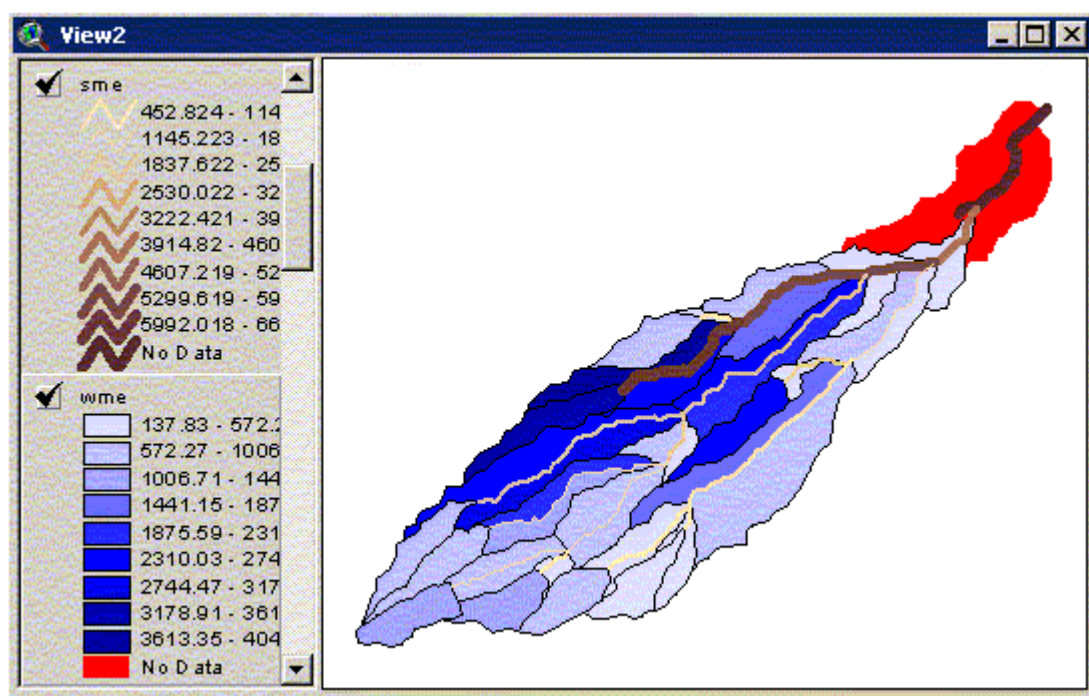 View2
sme
452.824 - 114
1145.223 - 18
1837.622 - 25
2530.022 - 32
3222.421 - 39
3914.82 - 460
4607.219 - 52
5299.619 - 59
5992.018 - 66
No Data
wme
137.83 - 572.2
572.27 - 1006
1006.71 - 144
1441.15 - 187
1875.59 - 231
2310.03 - 274
2744.47 - 317
3178.91 - 361
3613.35 - 404
No Data